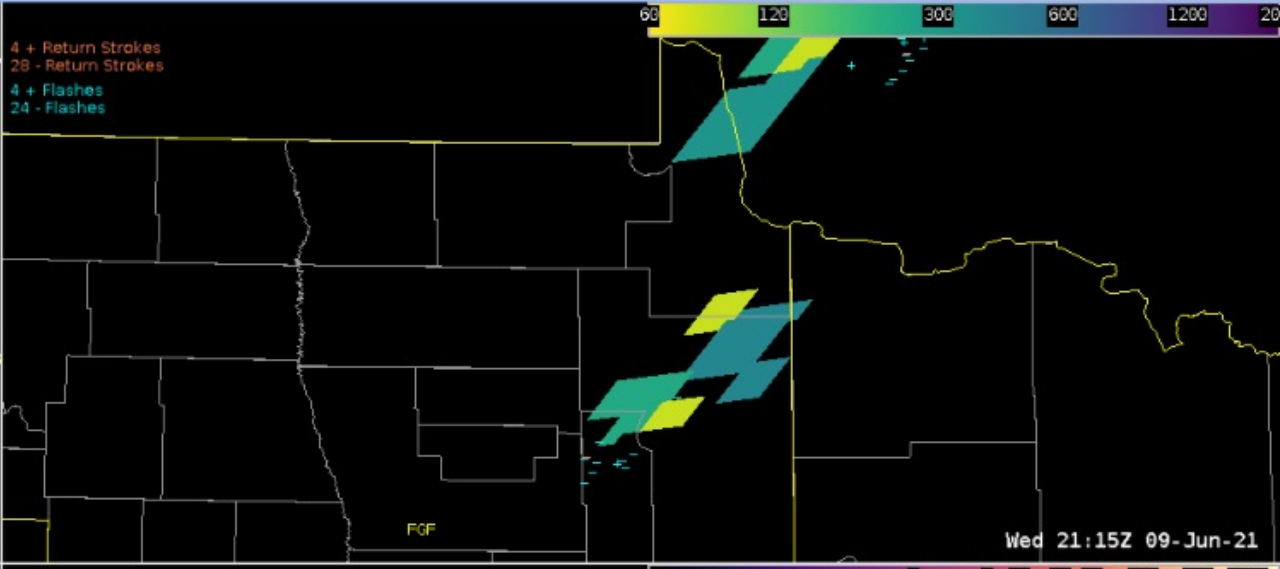 60 120 300 600 1200 20
4 + Return Strokes
28 - Return Strokes
4 + Flashes
24 - Flashes
FGF
Wed 21:15Z 09-Jun-21